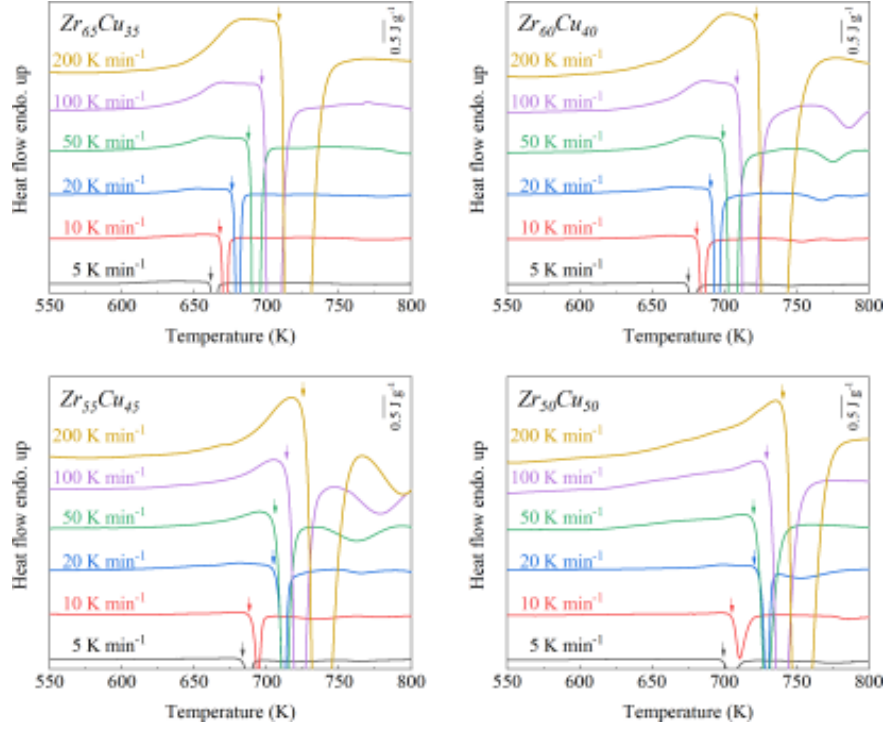 Zr65Cu35
0.5 J g-1
200 K min-1
100 K min-1
50 K min-1
20 K min-1
10 K min-1
5 K min-1
Heat flow endo. up
550 600 650 700 750 800
Temperature (K)
Zr60Cu40
0.5 J g-1
200 K min-1
100 K min-1
50 K min-1
20 K min-1
10 K min-1
5 K min-1
Heat flow endo. up
550 600 650 700 750 800
Temperature (K)
Zr55Cu45
0.5 J g-1
200 K min-1
100 K min-1
50 K min-1
20 K min-1
10 K min-1
5 K min-1
Heat flow endo. up
550 600 650 700 750 800
Temperature (K)
Zr50Cu50
0.5 J g-1
200 K min-1
100 K min-1
50 K min-1
20 K min-1
10 K min-1
5 K min-1
Heat flow endo. up
550 600 650 700 750 800
Temperature (K)